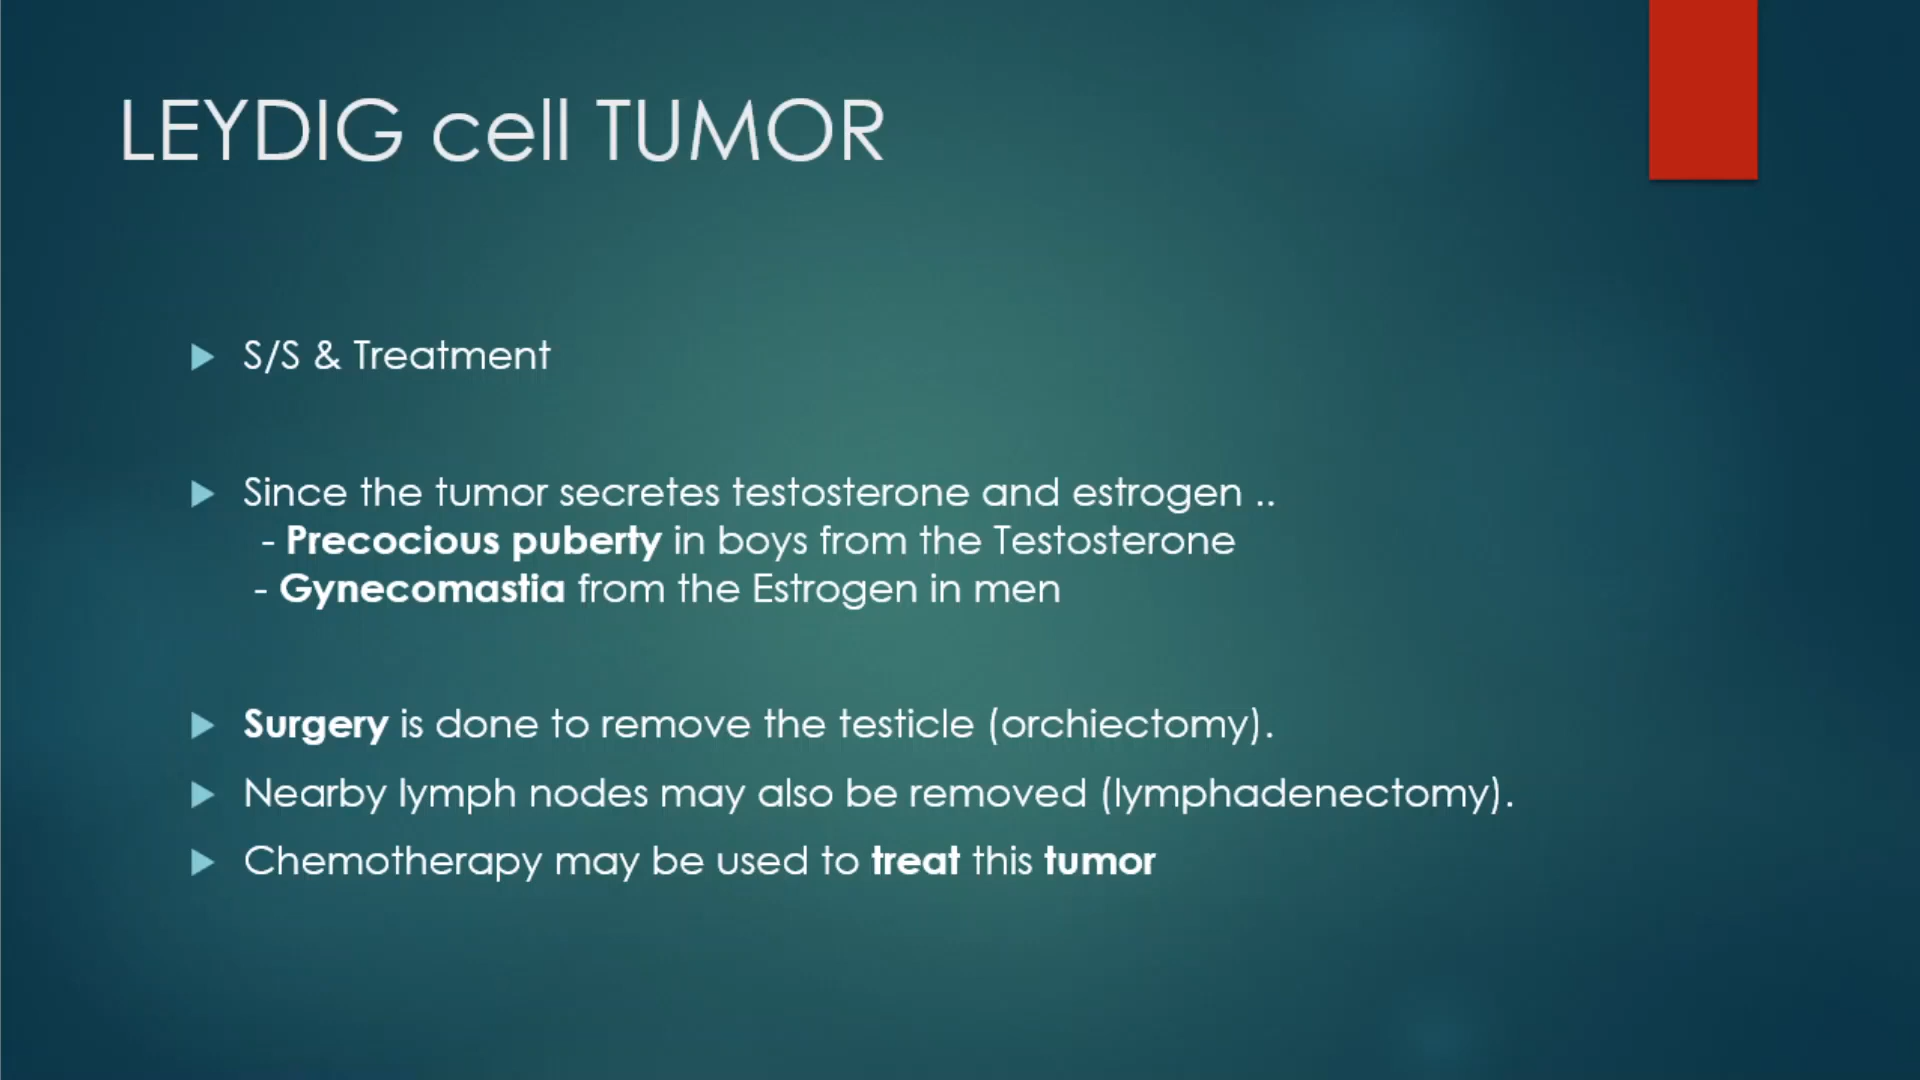 LEYDIG cell TUMOR
S/S & Treatment
Since the tumor secretes testosterone and estrogen ..
- Precocious puberty in boys from the Testosterone
- Gynecomastia from the Estrogen in men
Surgery is done to remove the testicle (orchiectomy).
Nearby lymph nodes may also be removed (lymphadenectomy).
Chemotherapy may be used to treat this tumor